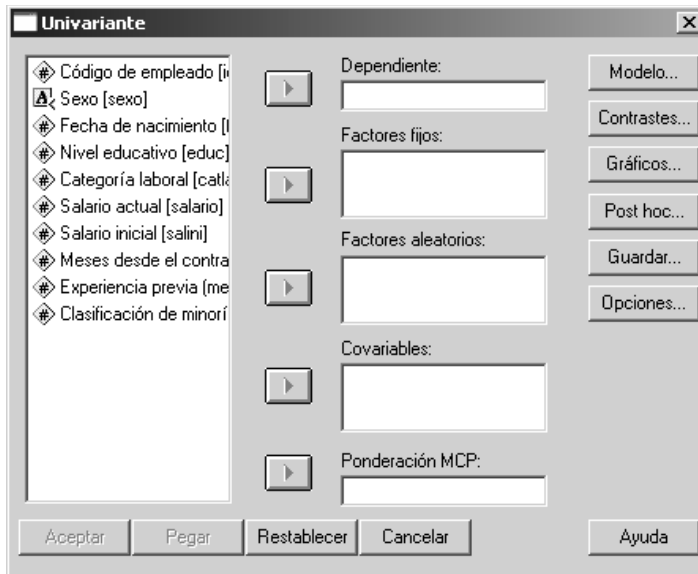 Univariante
Código de empleado [i
Sexo [sexo]
Fecha de nacimiento [
Nivel educativo [educ]
Categoría laboral [catla
Salario actual [salario]
Salario inicial [salini]
Meses desde el contra
Experiencia previa (me
Clasificación de minorí
Dependiente:
Factores fijos:
Factores aleatorios:
Covariables:
Ponderación MCP:
Modelo...
Contrastes...
Gráficos...
Post hoc...
Guardar...
Opciones...
Aceptar
Pegar
Restablecer
Cancelar
Ayuda